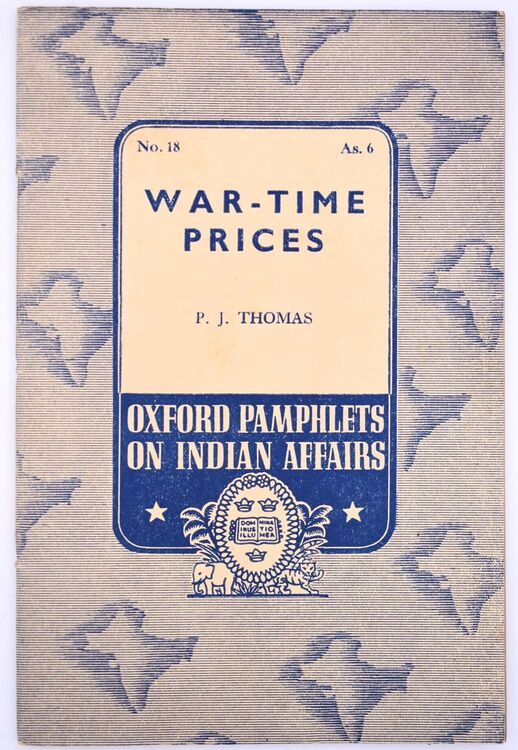 No. 18 As. 6
WAR-TIME
PRICES
P. J. THOMAS
OXFORD PAMPHLETS
ON INDIAN AFFAIRS
DOM MINA
INUS TIO
ILLU MEA